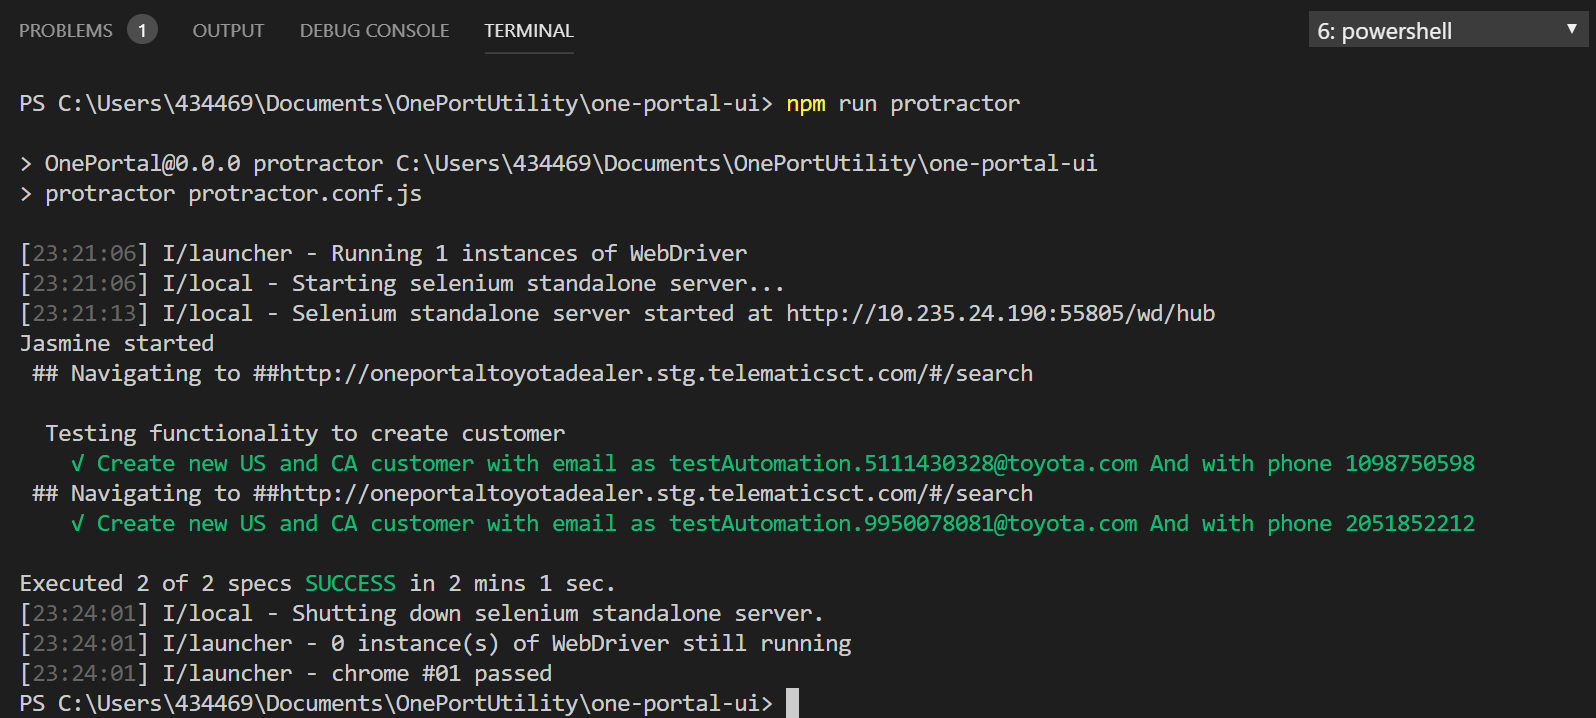 PROBLEMS 1 OUTPUT DEBUG CONSOLE TERMINAL 6: powershell
PS C:\Users\434469\Documents\OnePortUtility\one-portal-ui> npm run protractor
> OnePortal@0.0.0 protractor C:\Users\434469\Documents\OnePortUtility\one-portal-ui
> protractor protractor.conf.js
[23:21:06] I/launcher - Running 1 instances of WebDriver
[23:21:06] I/local - Starting selenium standalone server...
[23:21:13] I/local - Selenium standalone server started at http://10.235.24.190:55805/wd/hub
Jasmine started
## Navigating to ##http://oneportaltoyotadealer.stg.telematicsct.com/#/search
Testing functionality to create customer
√ Create new US and CA customer with email as testAutomation.5111430328@toyota.com And with phone 1098750598
## Navigating to ##http://oneportaltoyotadealer.stg.telematicsct.com/#/search
√ Create new US and CA customer with email as testAutomation.9950078081@toyota.com And with phone 2051852212
Executed 2 of 2 specs SUCCESS in 2 mins 1 sec.
[23:24:01] I/local - Shutting down selenium standalone server.
[23:24:01] I/launcher - 0 instance(s) of WebDriver still running
[23:24:01] I/launcher - chrome #01 passed
PS C:\Users\434469\Documents\OnePortUtility\one-portal-ui>